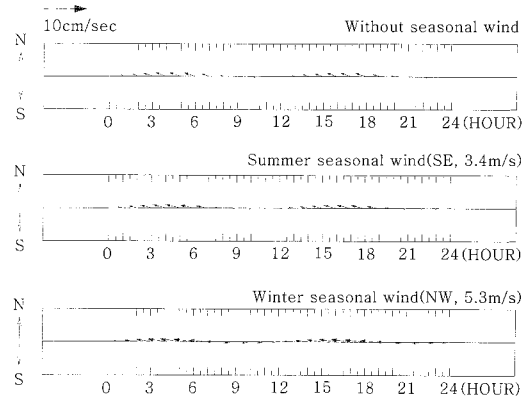 10cm/sec
Without seasonal wind
N
S
0 3 6 9 12 15 18 21 24(HOUR)
Summer seasonal wind(SE, 3.4m/s)
N
S
0 3 6 9 12 15 18 21 24(HOUR)
Winter seasonal wind(NW, 5.3m/s)
N
S
0 3 6 9 12 15 18 21 24(HOUR)